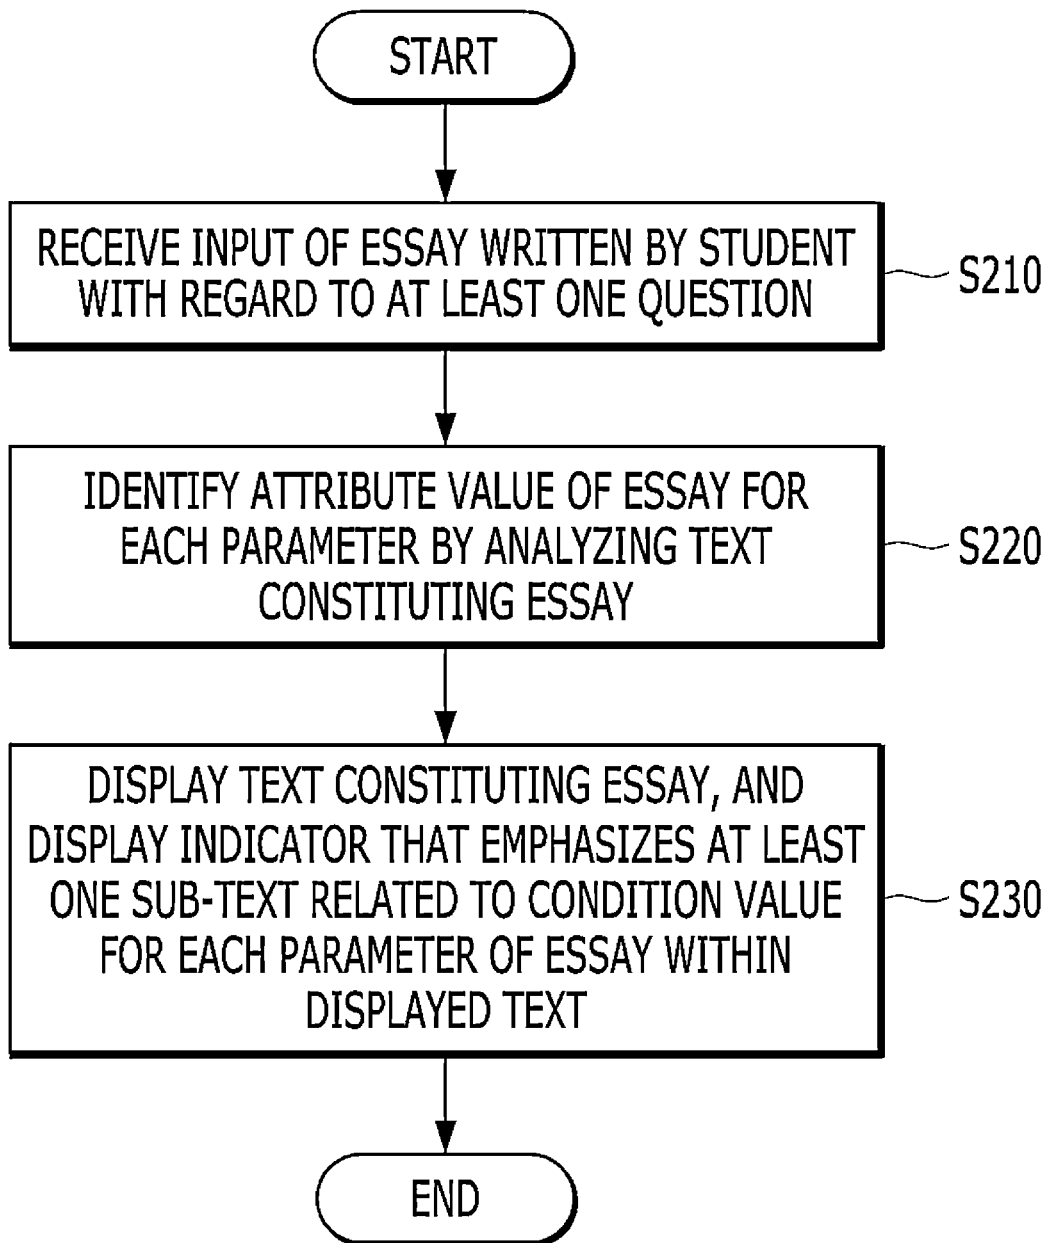 START
RECEIVE INPUT OF ESSAY WRITTEN BY STUDENT
WITH REGARD TO AT LEAST ONE QUESTION
S210
IDENTIFY ATTRIBUTE VALUE OF ESSAY FOR
EACH PARAMETER BY ANALYZING TEXT
CONSTITUTING ESSAY
S220
DISPLAY TEXT CONSTITUTING ESSAY, AND
DISPLAY INDICATOR THAT EMPHASIZES AT LEAST
ONE SUB-TEXT RELATED TO CONDITION VALUE
FOR EACH PARAMETER OF ESSAY WITHIN
DISPLAYED TEXT
S230
END